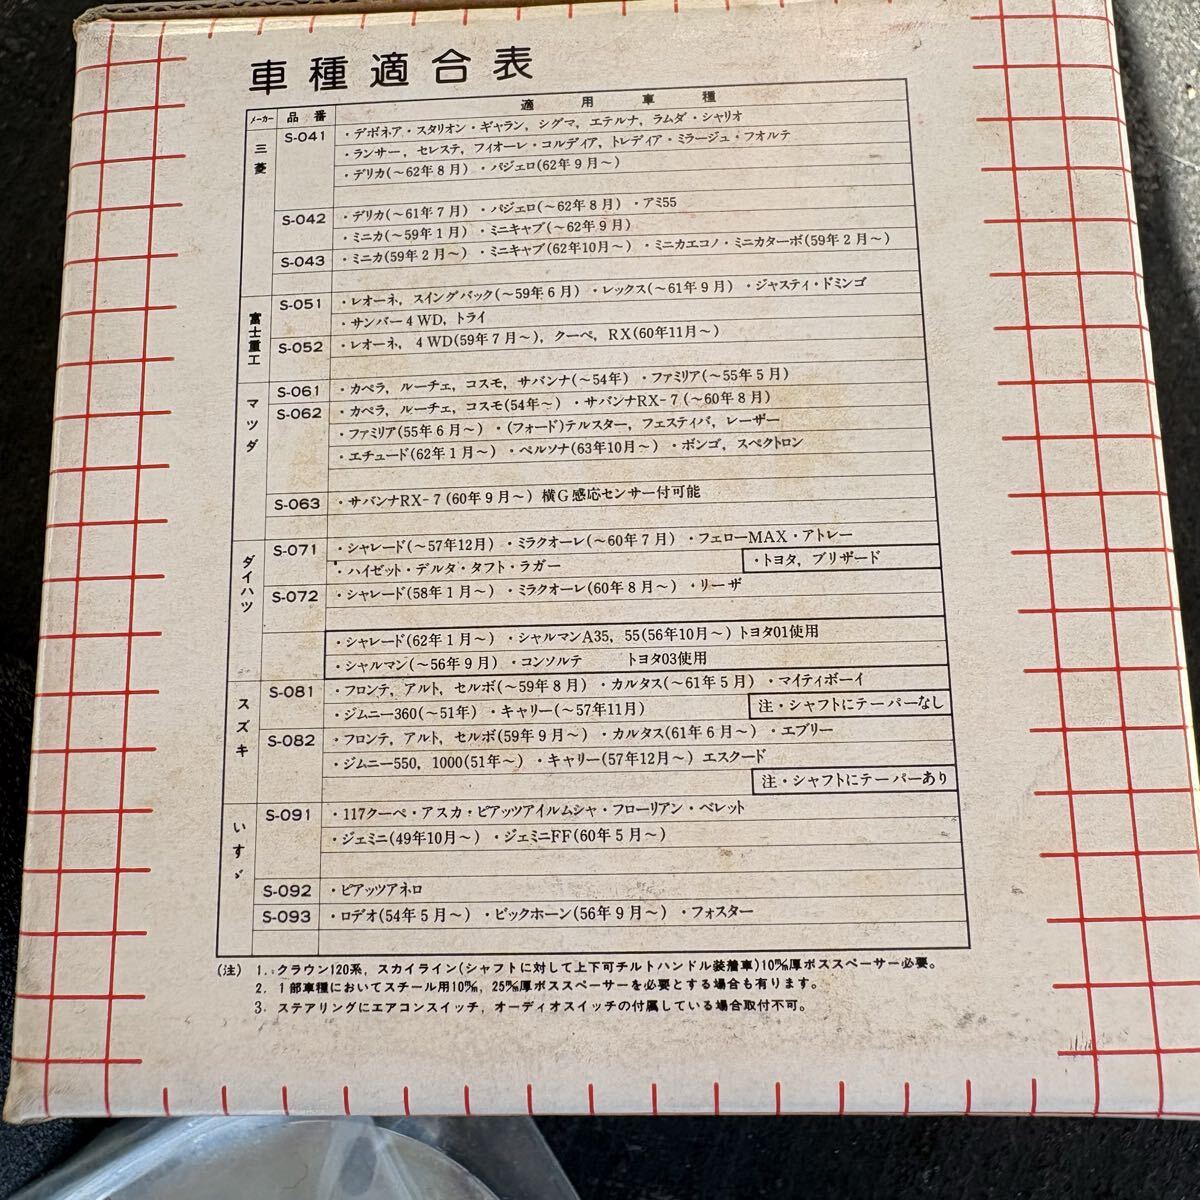 車種適合表
メーカー 品番 適用車種
三菱 S-041 ・デボネア・スタリオン・ギャラン, シグマ, エテルナ, ラムダ・シャリオ
・ランサー, セレステ, フィオーレ・コルディア, トレディア・ミラージュ・フオルテ
・デリカ(〜62年8月) ・パジェロ(62年9月〜)
S-042 ・デリカ(〜61年7月) ・パジェロ(〜62年8月) ・アミ55
・ミニカ(〜59年1月) ・ミニキャブ(〜62年9月)
S-043 ・ミニカ(59年2月〜) ・ミニキャブ(62年10月〜) ・ミニカエコノ・ミニカターボ(59年2月〜)
富士重工 S-051 ・レオーネ, スイングバック(〜59年6月) ・レックス(〜61年9月) ・ジャスティ・ドミンゴ
・サンバー4WD, トライ
S-052 ・レオーネ, 4WD(59年7月〜), クーペ, RX(60年11月〜)
マツダ S-061 ・カペラ, ルーチェ, コスモ, サバンナ(〜54年) ・ファミリア(〜55年5月)
S-062 ・カペラ, ルーチェ, コスモ(54年〜) ・サバンナRX-7(〜60年8月)
・ファミリア(55年6月〜) ・(フォード)テルスター, フェスティバ, レーザー
・エチュード(62年1月〜) ・ペルソナ(63年10月〜) ・ボンゴ, スペクトロン
S-063 ・サバンナRX-7(60年9月〜) 横G感応センサー付可能
ダイハツ S-071 ・シャレード(〜57年12月) ・ミラクオーレ(〜60年7月) ・フェローMAX・アトレー
・ハイゼット・デルタ・タフト・ラガー ・トヨタ, ブリザード
S-072 ・シャレード(58年1月〜) ・ミラクオーレ(60年8月〜) ・リーザ
・シャレード(62年1月〜) ・シャルマンA35, 55(56年10月〜)トヨタ01使用
・シャルマン(〜56年9月) ・コンソルテ トヨタ03使用
スズキ S-081 ・フロンテ, アルト, セルボ(〜59年8月) ・カルタス(〜61年5月) ・マイティボーイ
・ジムニー360(〜51年) ・キャリー(〜57年11月) 注・シャフトにテーパーなし
S-082 ・フロンテ, アルト, セルボ(59年9月〜) ・カルタス(61年6月〜) ・エブリー
・ジムニー550, 1000(51年〜) ・キャリー(57年12月〜) エスクード
注・シャフトにテーパーあり
いすゞ S-091 ・117クーペ・アスカ・ピアッツアイルムシャ・フローリアン・ベレット
・ジェミニ(49年10月〜) ・ジェミニFF(60年5月〜)
S-092 ・ピアッツアネロ
S-093 ・ロデオ(54年5月〜) ・ビックホーン(56年9月〜) ・フォスター
(注) 1. クラウン120系, スカイライン(シャフトに対して上下可チルトハンドル装着車)10㎜厚ボススペーサー必要。
2. 1部車種においてスチール用10㎜, 25㎜厚ボススペーサーを必要とする場合も有ります。
3. ステアリングにエアコンスイッチ, オーディオスイッチの付属している場合取付不可。